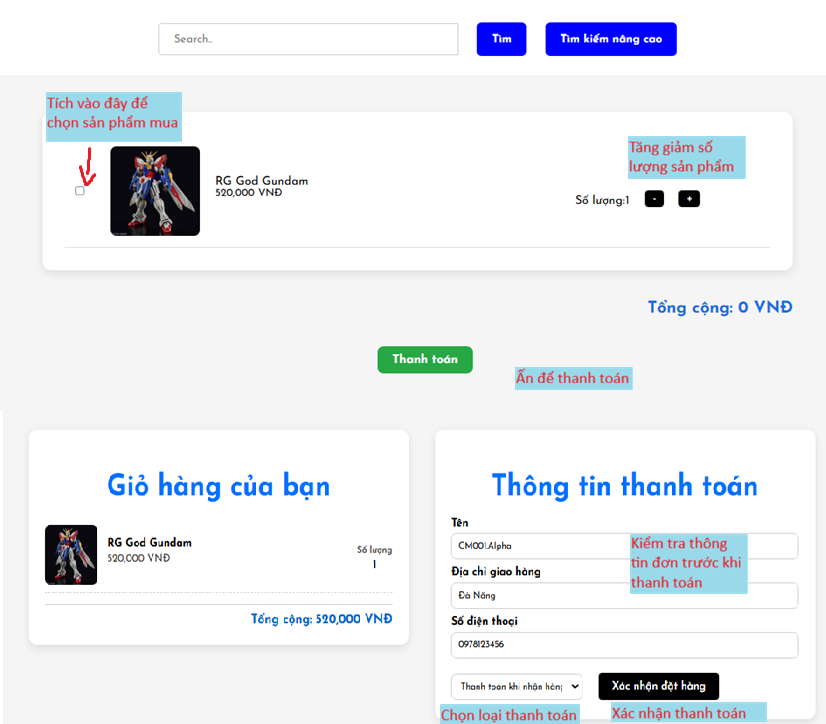 Search..
Tìm
Tìm kiếm nâng cao
Tích vào đây để
chọn sản phẩm mua
Tăng giảm số
lượng sản phẩm
RG God Gundam
520,000 VNĐ
Số lượng:1
-
+
Tổng cộng: 0 VNĐ
Thanh toán
Ấn để thanh toán
Giỏ hàng của bạn
RG God Gundam
520,000 VNĐ
Số lượng
1
Tổng cộng: 520,000 VNĐ
Thông tin thanh toán
Tên
CM001.Alpha
Kiểm tra thông
tin đơn trước khi
thanh toán
Địa chỉ giao hàng
Đà Nẵng
Số điện thoại
0978123456
Thanh toán khi nhận hàng
Xác nhận đặt hàng
Chọn loại thanh toán
Xác nhận thanh toán